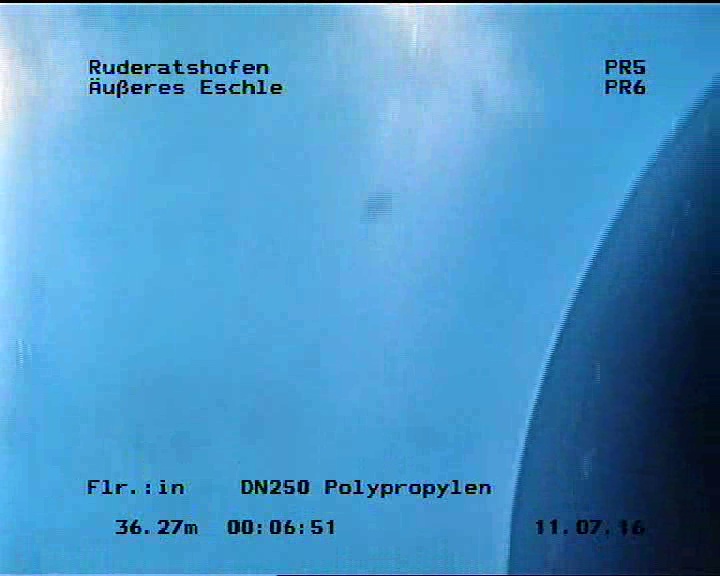 Ruderatshofen PR5
Äußeres Eschle PR6
Flr.:in DN250 Polypropylen
36.27m 00:06:51 11.07.16